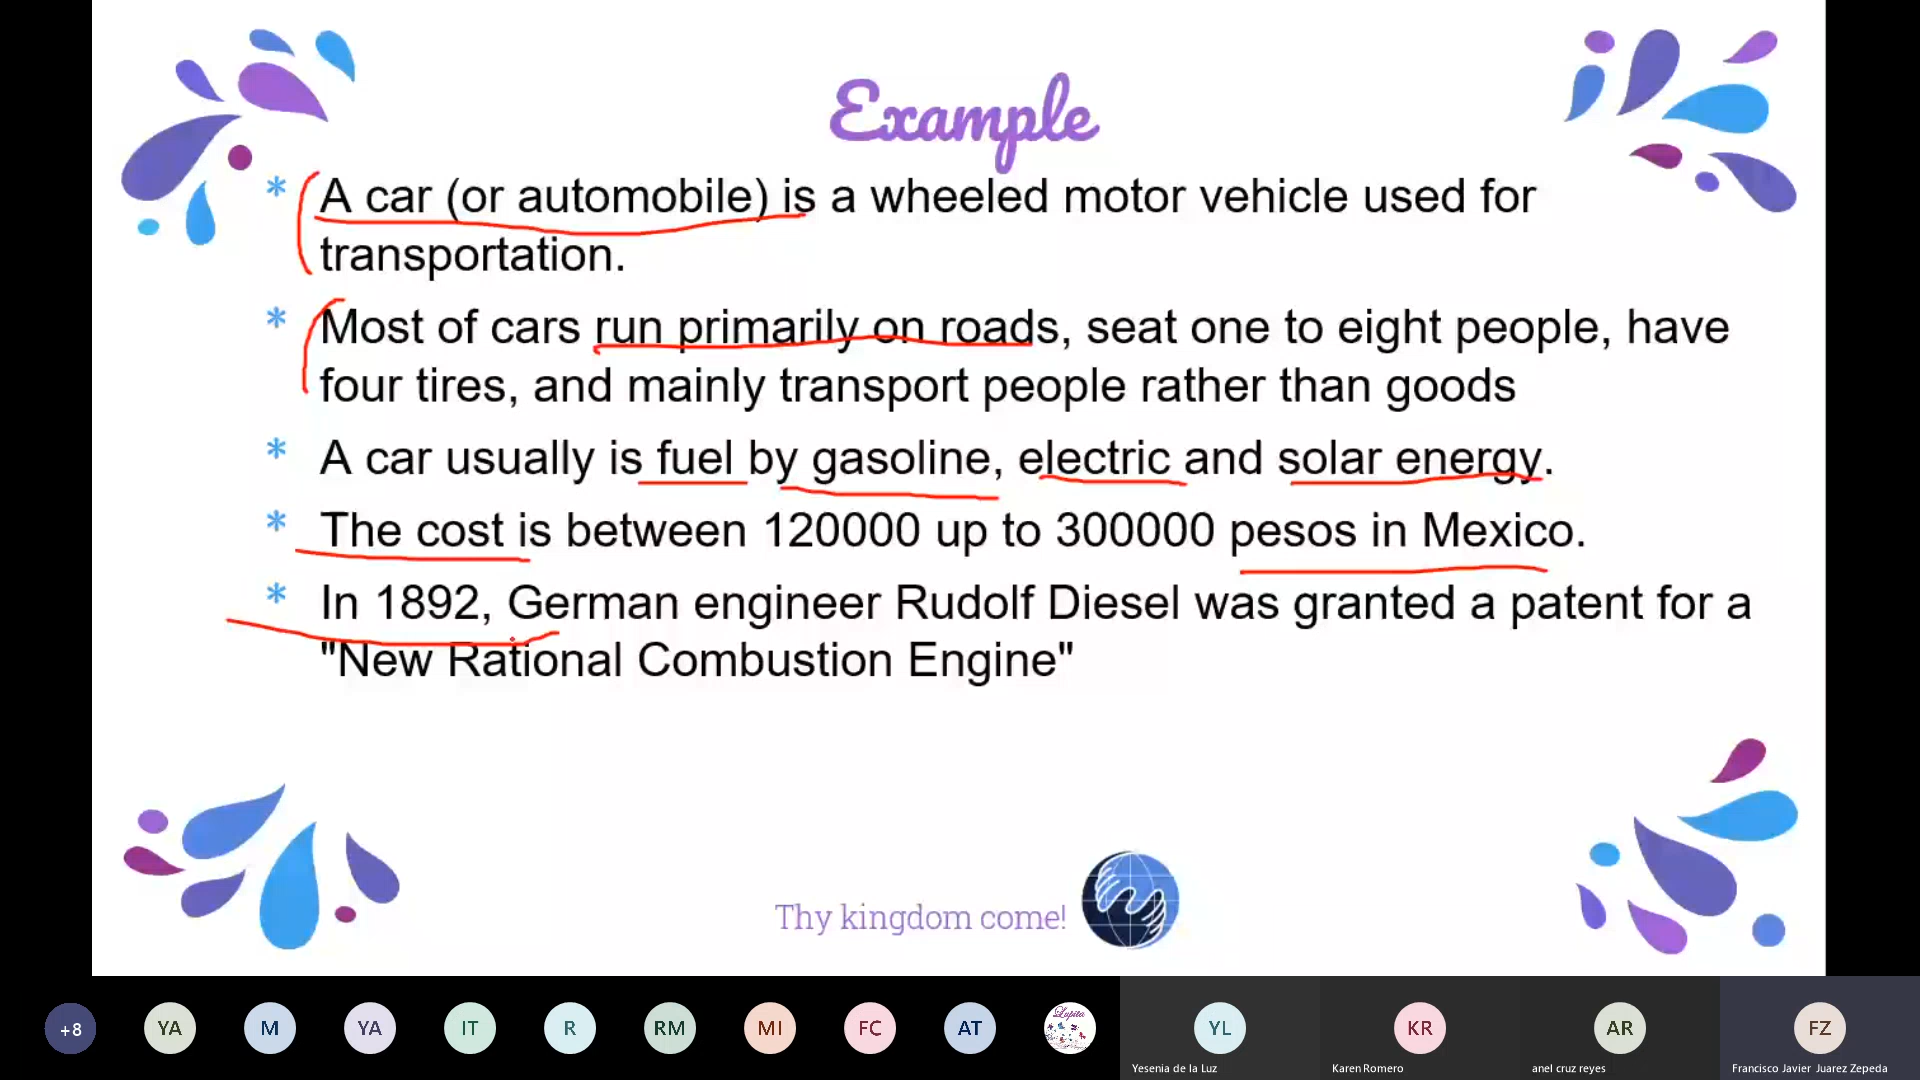 Example
* A car (or automobile) is a wheeled motor vehicle used for
transportation.
* Most of cars run primarily on roads, seat one to eight people, have
four tires, and mainly transport people rather than goods
* A car usually is fuel by gasoline, electric and solar energy.
* The cost is between 120000 up to 300000 pesos in Mexico.
* In 1892, German engineer Rudolf Diesel was granted a patent for a
"New Rational Combustion Engine"
Thy kingdom come!
+8 YA M YA IT R RM MI FC AT Lupita YL KR AR FZ
Yesenia de la Luz Karen Romero anel cruz reyes Francisco Javier Juarez Zepeda